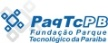 PaqTcPB
Fundação Parque
Tecnológico da Paraíba